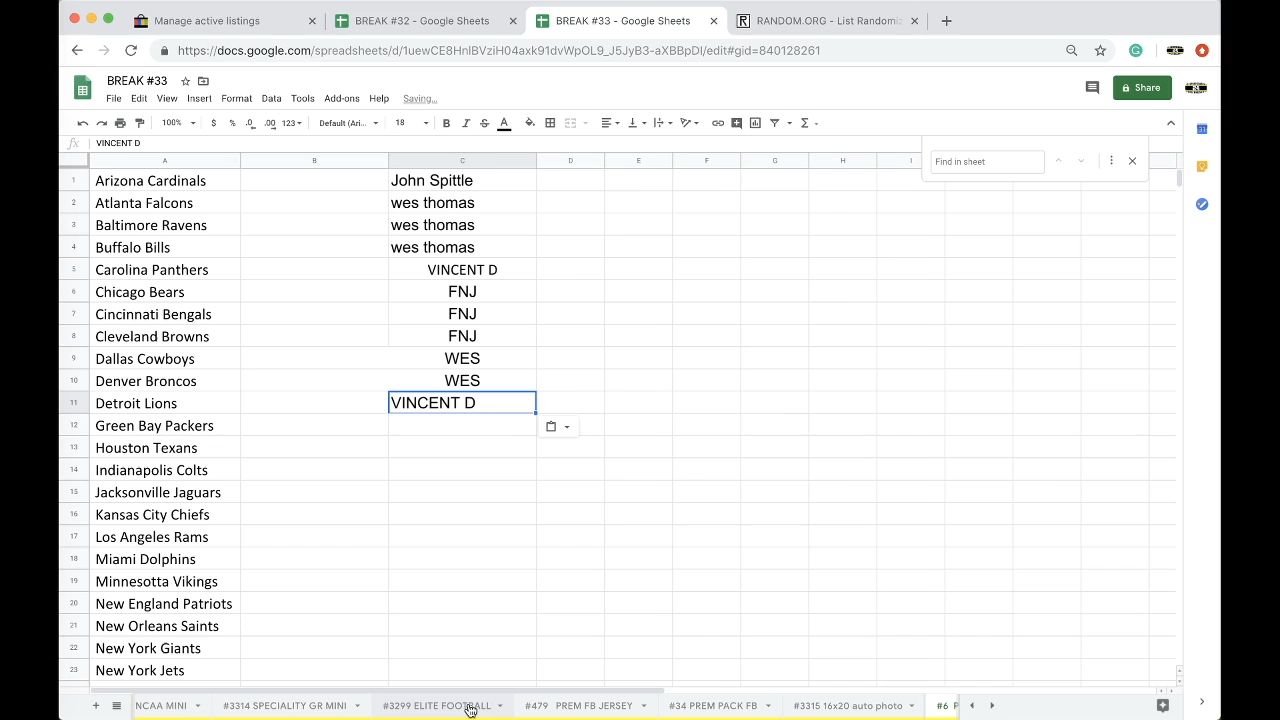 Manage active listings
BREAK #32 - Google Sheets
BREAK #33 - Google Sheets
RANDOM.ORG - List Randomiz
https://docs.google.com/spreadsheets/d/1uewCE8HnIBVziH04axk91dvWpOL9_J5JyB3-aXBBpDI/edit#gid=840128261
BREAK #33
File Edit View Insert Format Data Tools Add-ons Help Saving...
Share
100% $ % .0 .00 123 Default (Ari... 18 B I S A
fx VINCENT D
Find in sheet
A B C D E F G H I
1 Arizona Cardinals John Spittle
2 Atlanta Falcons wes thomas
3 Baltimore Ravens wes thomas
4 Buffalo Bills wes thomas
5 Carolina Panthers VINCENT D
6 Chicago Bears FNJ
7 Cincinnati Bengals FNJ
8 Cleveland Browns FNJ
9 Dallas Cowboys WES
10 Denver Broncos WES
11 Detroit Lions VINCENT D
12 Green Bay Packers
13 Houston Texans
14 Indianapolis Colts
15 Jacksonville Jaguars
16 Kansas City Chiefs
17 Los Angeles Rams
18 Miami Dolphins
19 Minnesota Vikings
20 New England Patriots
21 New Orleans Saints
22 New York Giants
23 New York Jets
NCAA MINI #3314 SPECIALITY GR MINI #3299 ELITE FOOTBALL #479 PREM FB JERSEY #34 PREM PACK FB #3315 16x20 auto photo #6 P